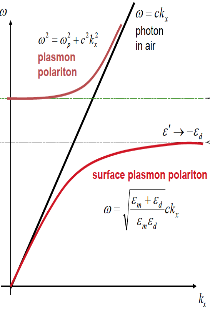 ω
ω = ck_x
photon
in air
ω² = ω_p² + c²k_x²
plasmon
polariton
ε' → −ε_d
surface plasmon polariton
ω = √((ε_m + ε_d)/(ε_m ε_d)) ck_x
k_x